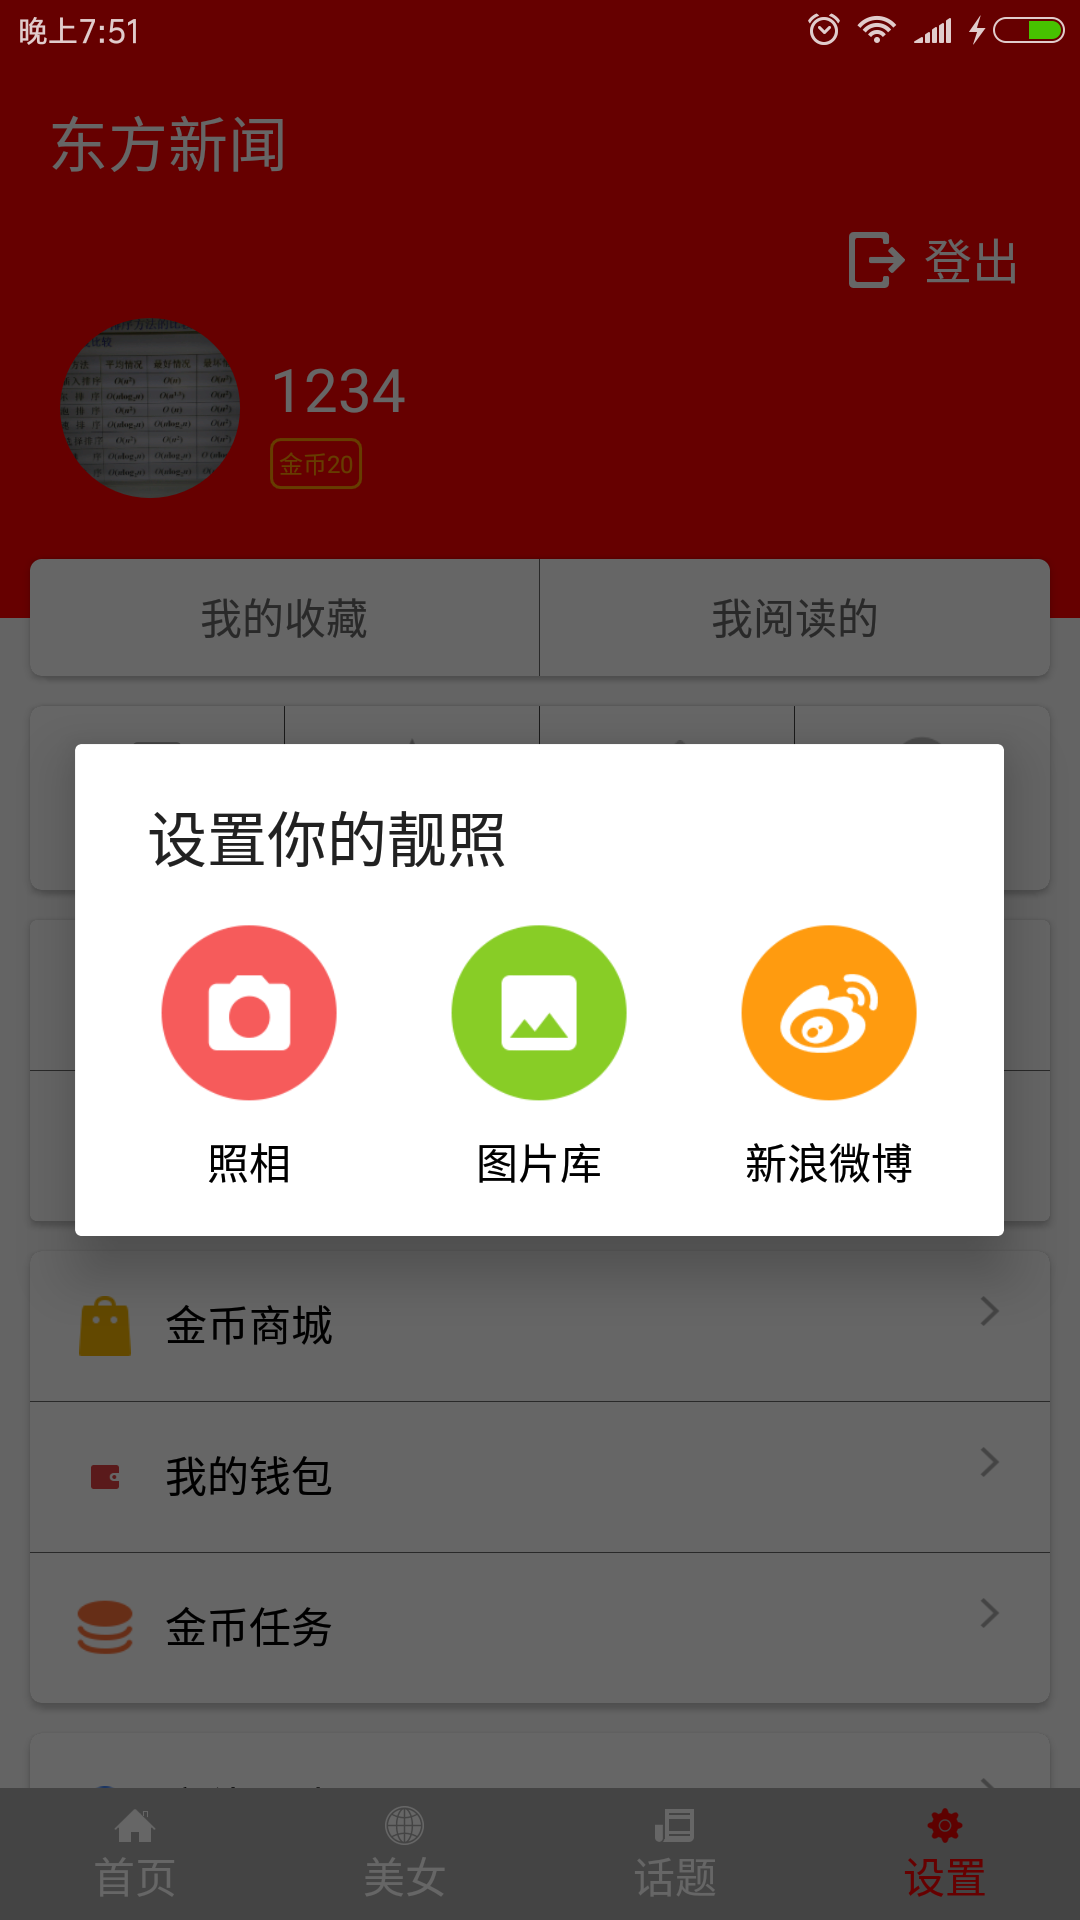 晚上7:51
东方新闻
登出
1234
金币20
我的收藏
我阅读的
设置你的靓照
照相
图片库
新浪微博
金币商城
我的钱包
金币任务
首页
美女
话题
设置